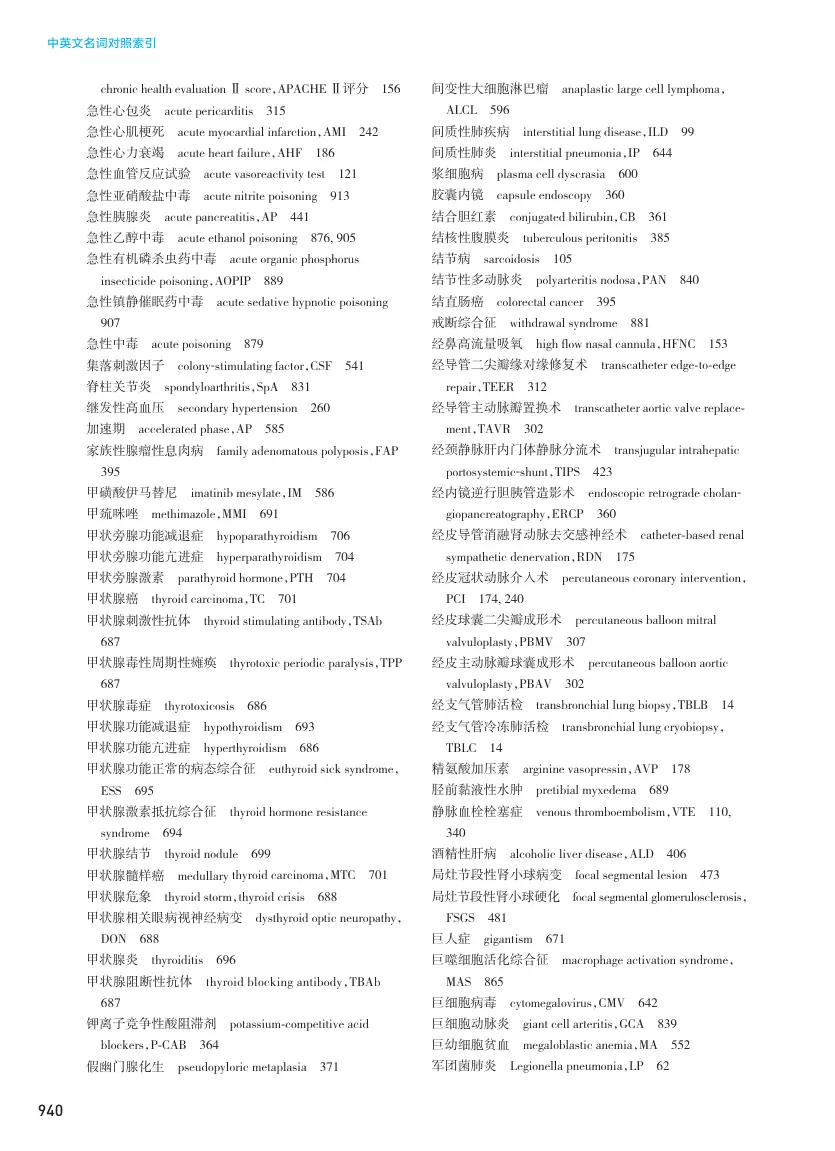 中英文名词对照索引
chronic health evaluation Ⅱ score,APACHE Ⅱ评分 156
急性心包炎 acute pericarditis 315
急性心肌梗死 acute myocardial infarction,AMI 242
急性心力衰竭 acute heart failure,AHF 186
急性血管反应试验 acute vasoreactivity test 121
急性亚硝酸盐中毒 acute nitrite poisoning 913
急性胰腺炎 acute pancreatitis,AP 441
急性乙醇中毒 acute ethanol poisoning 876,905
急性有机磷杀虫药中毒 acute organic phosphorus
insecticide poisoning,AOPIP 889
急性镇静催眠药中毒 acute sedative hypnotic poisoning
907
急性中毒 acute poisoning 879
集落刺激因子 colony-stimulating factor,CSF 541
脊柱关节炎 spondyloarthritis,SpA 831
继发性高血压 secondary hypertension 260
加速期 accelerated phase,AP 585
家族性腺瘤性息肉病 family adenomatous polyposis,FAP
395
甲磺酸伊马替尼 imatinib mesylate,IM 586
甲巯咪唑 methimazole,MMI 691
甲状旁腺功能减退症 hypoparathyroidism 706
甲状旁腺功能亢进症 hyperparathyroidism 704
甲状旁腺激素 parathyroid hormone,PTH 704
甲状腺癌 thyroid carcinoma,TC 701
甲状腺刺激性抗体 thyroid stimulating antibody,TSAb
687
甲状腺毒性周期性瘫痪 thyrotoxic periodic paralysis,TPP
687
甲状腺毒症 thyrotoxicosis 686
甲状腺功能减退症 hypothyroidism 693
甲状腺功能亢进症 hyperthyroidism 686
甲状腺功能正常的病态综合征 euthyroid sick syndrome,
ESS 695
甲状腺激素抵抗综合征 thyroid hormone resistance
syndrome 694
甲状腺结节 thyroid nodule 699
甲状腺髓样癌 medullary thyroid carcinoma,MTC 701
甲状腺危象 thyroid storm,thyroid crisis 688
甲状腺相关眼病视神经病变 dysthyroid optic neuropathy,
DON 688
甲状腺炎 thyroiditis 696
甲状腺阻断性抗体 thyroid blocking antibody,TBAb
687
钾离子竞争性酸阻滞剂 potassium-competitive acid
blockers,P-CAB 364
假幽门腺化生 pseudopyloric metaplasia 371
间变性大细胞淋巴瘤 anaplastic large cell lymphoma,
ALCL 596
间质性肺疾病 interstitial lung disease,ILD 99
间质性肺炎 interstitial pneumonia,IP 644
浆细胞病 plasma cell dyscrasia 600
胶囊内镜 capsule endoscopy 360
结合胆红素 conjugated bilirubin,CB 361
结核性腹膜炎 tuberculous peritonitis 385
结节病 sarcoidosis 105
结节性多动脉炎 polyarteritis nodosa,PAN 840
结直肠癌 colorectal cancer 395
戒断综合征 withdrawal syndrome 881
经鼻高流量吸氧 high flow nasal cannula,HFNC 153
经导管二尖瓣缘对缘修复术 transcatheter edge-to-edge
repair,TEER 312
经导管主动脉瓣置换术 transcatheter aortic valve replace-
ment,TAVR 302
经颈静脉肝内门体静脉分流术 transjugular intrahepatic
portosystemic-shunt,TIPS 423
经内镜逆行胆胰管造影术 endoscopic retrograde cholan-
giopancreatography,ERCP 360
经皮导管消融肾动脉去交感神经术 catheter-based renal
sympathetic denervation,RDN 175
经皮冠状动脉介入术 percutaneous coronary intervention,
PCI 174,240
经皮球囊二尖瓣成形术 percutaneous balloon mitral
valvuloplasty,PBMV 307
经皮主动脉瓣球囊成形术 percutaneous balloon aortic
valvuloplasty,PBAV 302
经支气管肺活检 transbronchial lung biopsy,TBLB 14
经支气管冷冻肺活检 transbronchial lung cryobiopsy,
TBLC 14
精氨酸加压素 arginine vasopressin,AVP 178
胫前黏液性水肿 pretibial myxedema 689
静脉血栓栓塞症 venous thromboembolism,VTE 110,
340
酒精性肝病 alcoholic liver disease,ALD 406
局灶节段性肾小球病变 focal segmental lesion 473
局灶节段性肾小球硬化 focal segmental glomerulosclerosis,
FSGS 481
巨人症 gigantism 671
巨噬细胞活化综合征 macrophage activation syndrome,
MAS 865
巨细胞病毒 cytomegalovirus,CMV 642
巨细胞动脉炎 giant cell arteritis,GCA 839
巨幼细胞贫血 megaloblastic anemia,MA 552
军团菌肺炎 Legionella pneumonia,LP 62
940